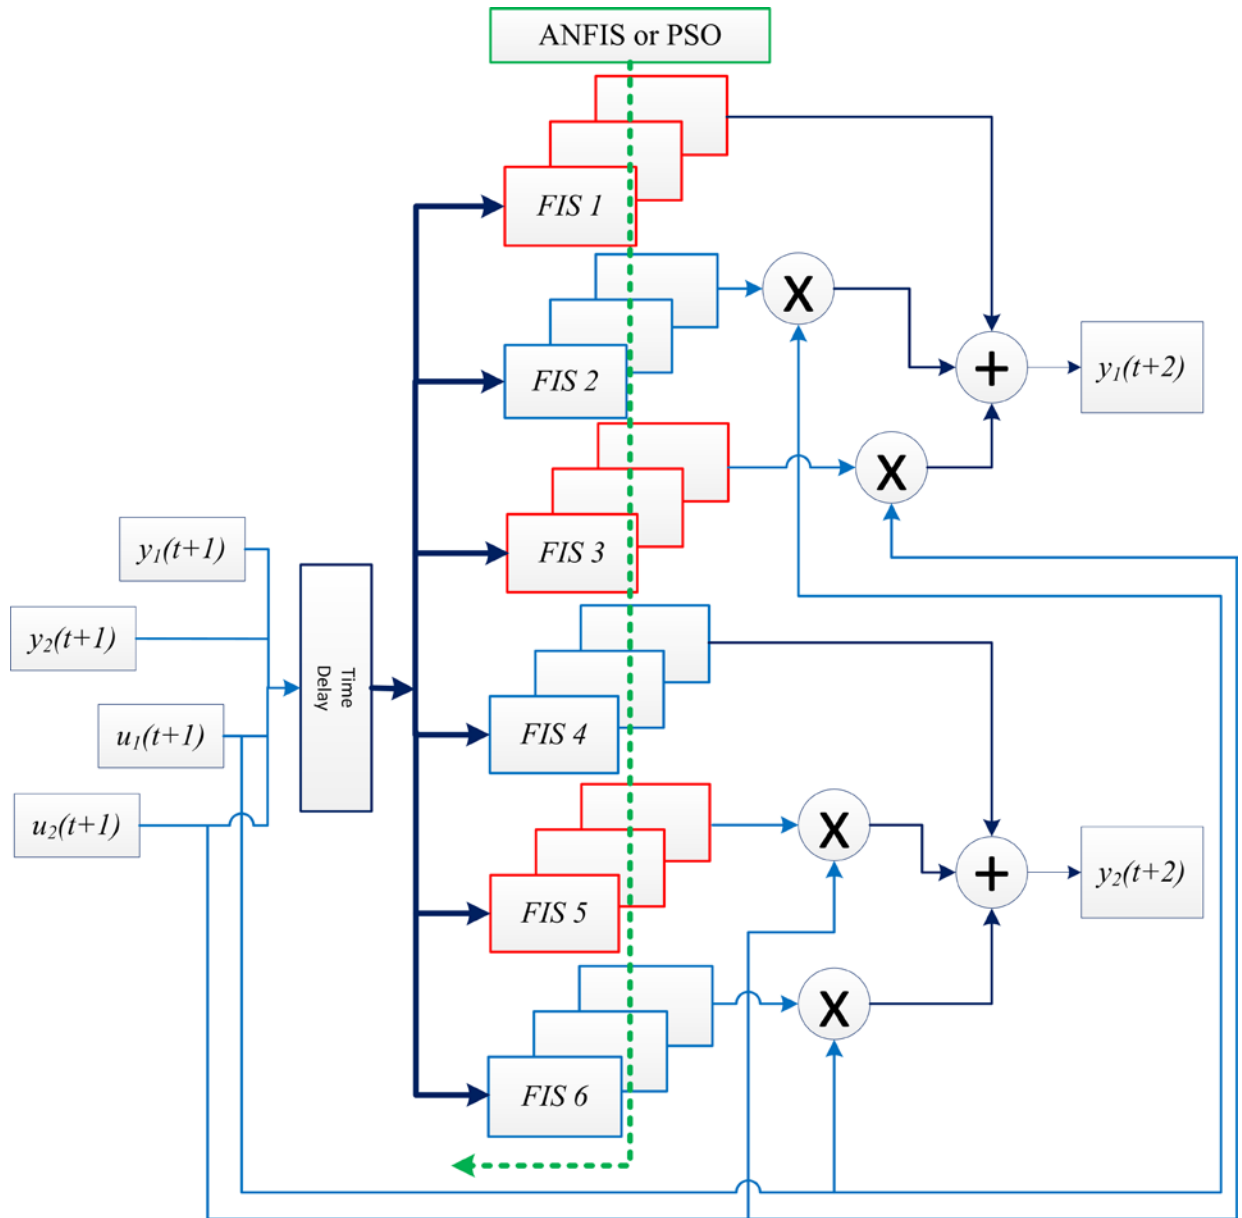 ANFIS or PSO
FIS 1
FIS 2
X
+
y₁(t+2)
FIS 3
X
y₁(t+1)
y₂(t+1)
Time
Delay
u₁(t+1)
FIS 4
u₂(t+1)
FIS 5
X
+
y₂(t+2)
FIS 6
X